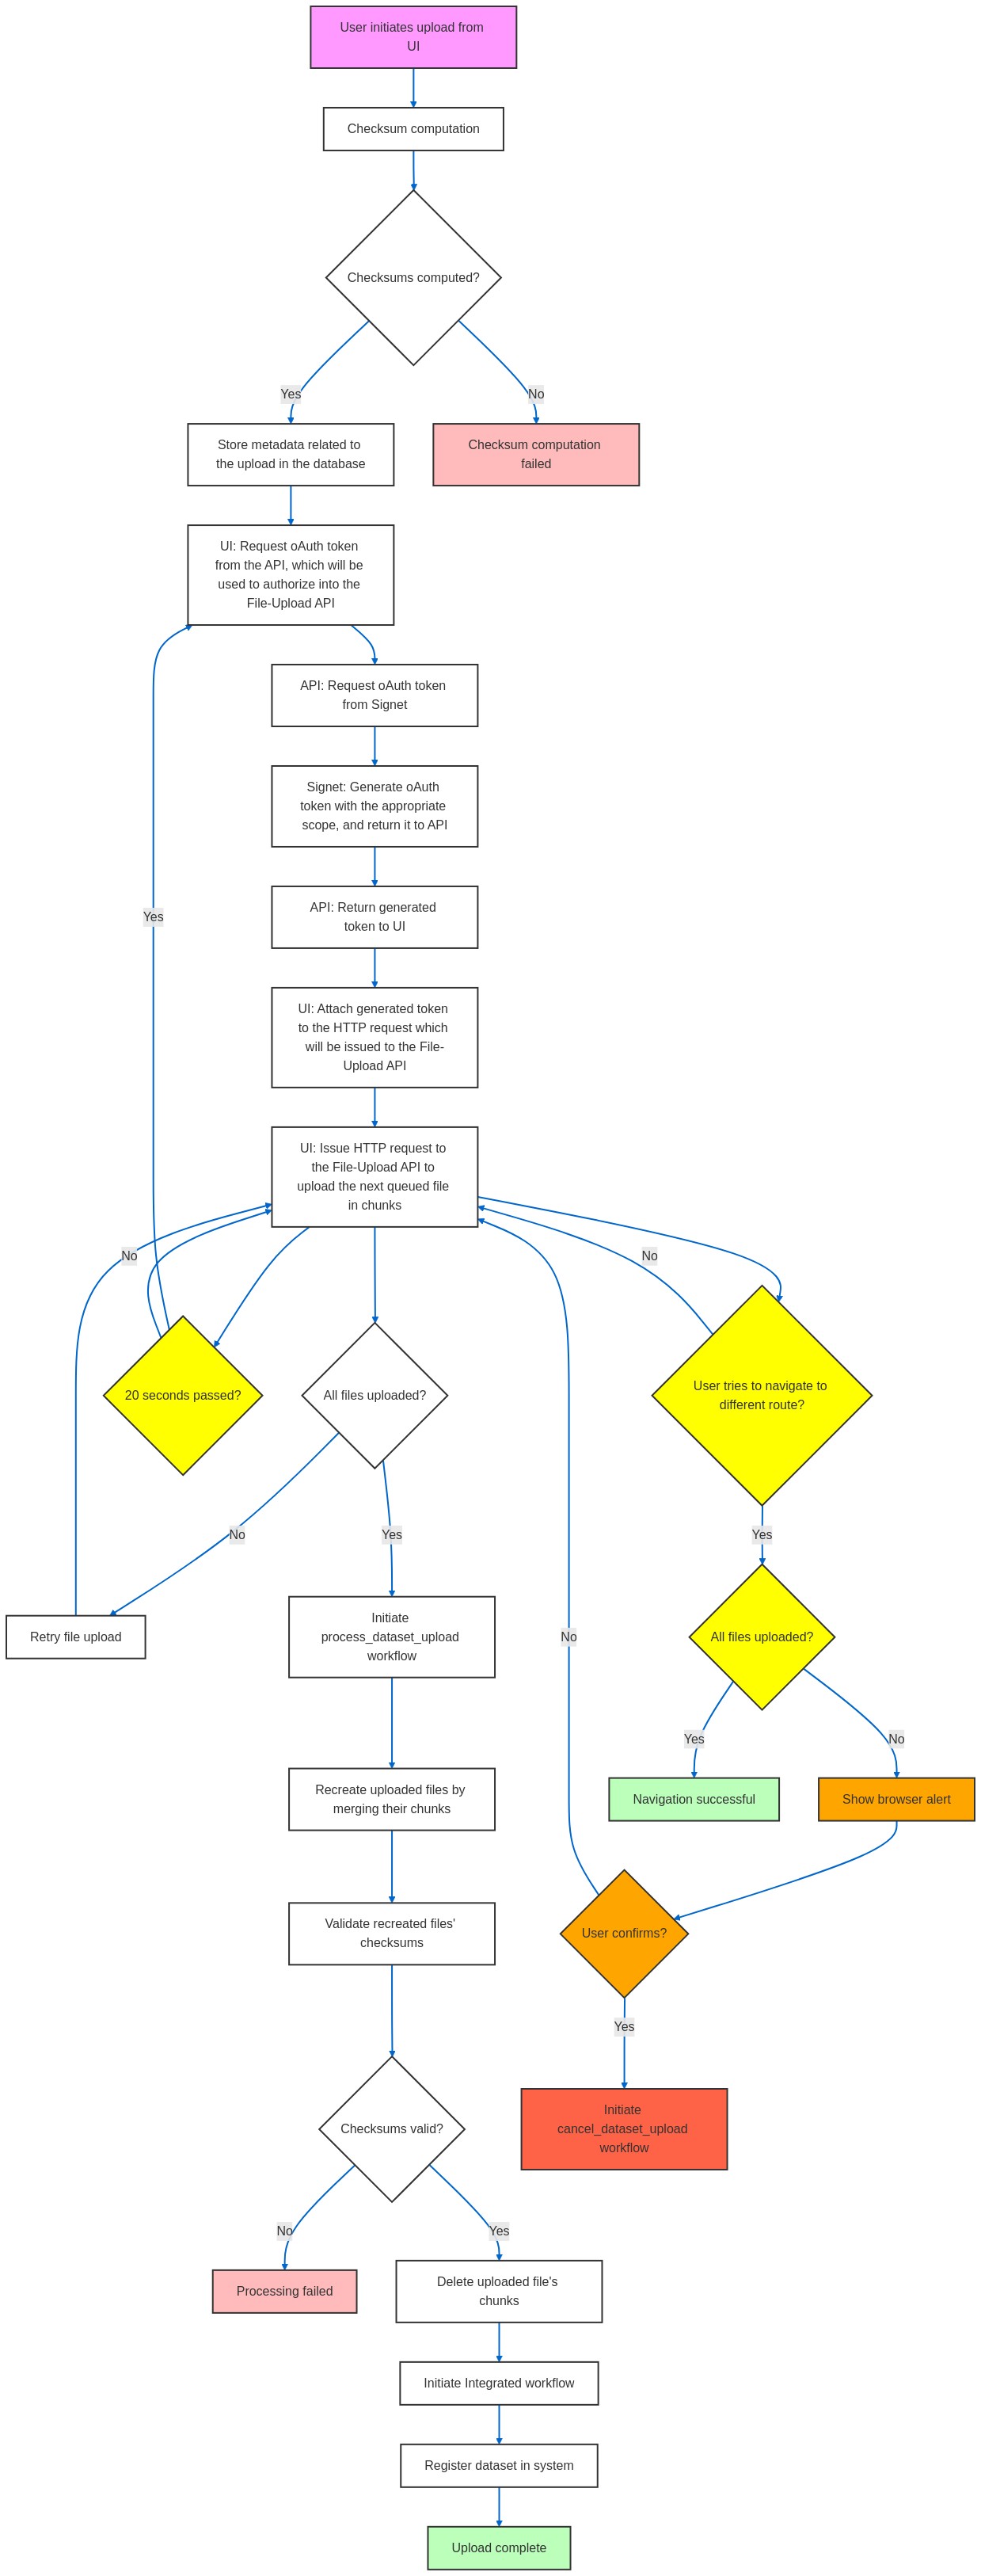 User initiates upload from
UI
Checksum computation
Checksums computed?
Yes
No
Store metadata related to
the upload in the database
Checksum computation
failed
UI: Request oAuth token
from the API, which will be
used to authorize into the
File-Upload API
API: Request oAuth token
from Signet
Signet: Generate oAuth
token with the appropriate
scope, and return it to API
API: Return generated
token to UI
Yes
UI: Attach generated token
to the HTTP request which
will be issued to the File-
Upload API
UI: Issue HTTP request to
the File-Upload API to
upload the next queued file
in chunks
No
No
20 seconds passed?
All files uploaded?
User tries to navigate to
different route?
No
Yes
Yes
Retry file upload
Initiate
process_dataset_upload
workflow
No
All files uploaded?
Yes
No
Recreate uploaded files by
merging their chunks
Navigation successful
Show browser alert
Validate recreated files'
checksums
User confirms?
Yes
Checksums valid?
Initiate
cancel_dataset_upload
workflow
No
Yes
Processing failed
Delete uploaded file's
chunks
Initiate Integrated workflow
Register dataset in system
Upload complete